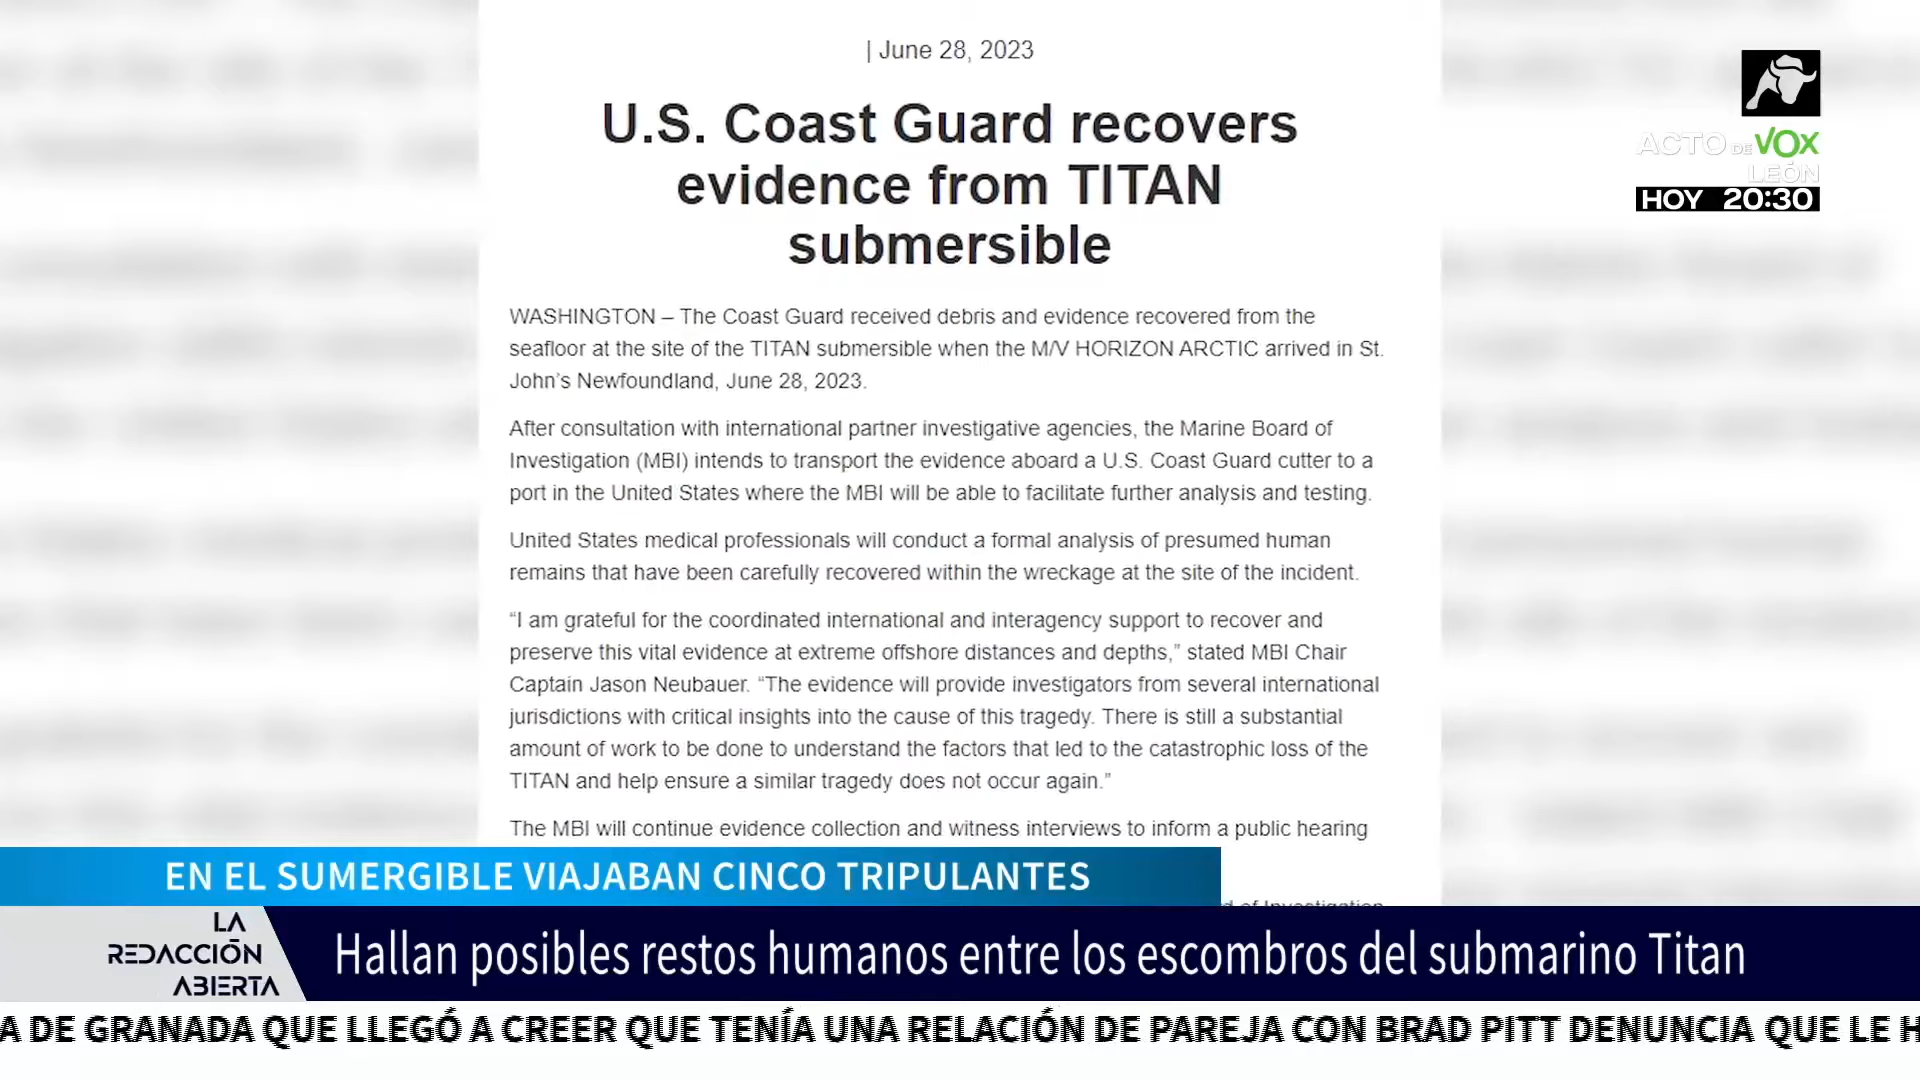 | June 28, 2023
U.S. Coast Guard recovers
evidence from TITAN
submersible
WASHINGTON – The Coast Guard received debris and evidence recovered from the
seafloor at the site of the TITAN submersible when the M/V HORIZON ARCTIC arrived in St.
John’s Newfoundland, June 28, 2023.
After consultation with international partner investigative agencies, the Marine Board of
Investigation (MBI) intends to transport the evidence aboard a U.S. Coast Guard cutter to a
port in the United States where the MBI will be able to facilitate further analysis and testing.
United States medical professionals will conduct a formal analysis of presumed human
remains that have been carefully recovered within the wreckage at the site of the incident.
“I am grateful for the coordinated international and interagency support to recover and
preserve this vital evidence at extreme offshore distances and depths,” stated MBI Chair
Captain Jason Neubauer. “The evidence will provide investigators from several international
jurisdictions with critical insights into the cause of this tragedy. There is still a substantial
amount of work to be done to understand the factors that led to the catastrophic loss of the
TITAN and help ensure a similar tragedy does not occur again.”
The MBI will continue evidence collection and witness interviews to inform a public hearing
ACTO DE VOX
LEÓN
HOY 20:30
EN EL SUMERGIBLE VIAJABAN CINCO TRIPULANTES
LA
REDACCIÓN
ABIERTA
Hallan posibles restos humanos entre los escombros del submarino Titan
A DE GRANADA QUE LLEGÓ A CREER QUE TENÍA UNA RELACIÓN DE PAREJA CON BRAD PITT DENUNCIA QUE LE H